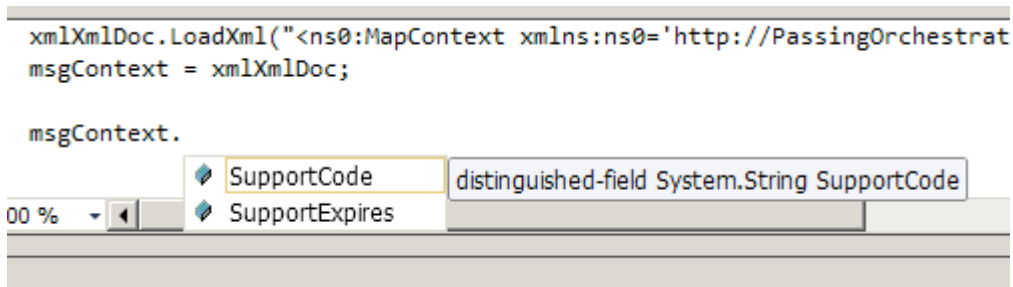 xmlXmlDoc.LoadXml("<ns0:MapContext xmlns:ns0='http://PassingOrchestrat
msgContext = xmlXmlDoc;
msgContext.
SupportCode
distinguished-field System.String SupportCode
SupportExpires
00 %